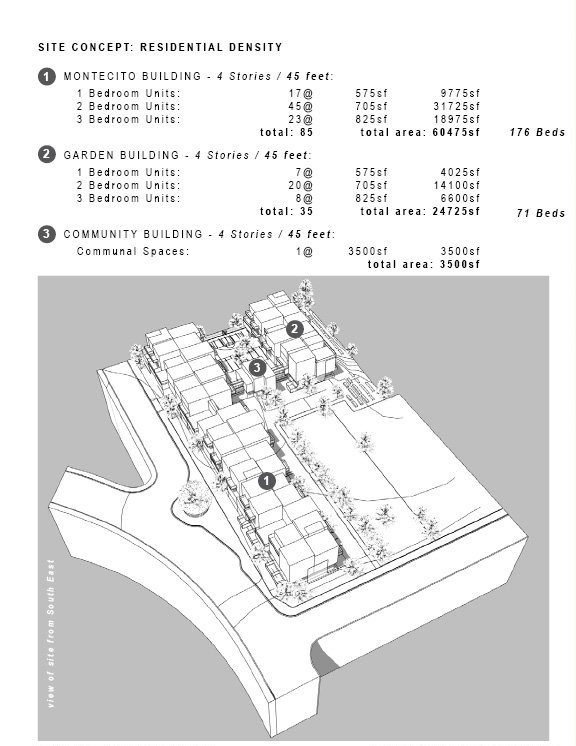 SITE CONCEPT: RESIDENTIAL DENSITY
1 MONTECITO BUILDING - 4 Stories / 45 feet:
1 Bedroom Units: 17@ 575sf 9775sf
2 Bedroom Units: 45@ 705sf 31725sf
3 Bedroom Units: 23@ 825sf 18975sf
total: 85 total area: 60475sf 176 Beds
2 GARDEN BUILDING - 4 Stories / 45 feet:
1 Bedroom Units: 7@ 575sf 4025sf
2 Bedroom Units: 20@ 705sf 14100sf
3 Bedroom Units: 8@ 825sf 6600sf
total: 35 total area: 24725sf 71 Beds
3 COMMUNITY BUILDING - 4 Stories / 45 feet:
Communal Spaces: 1@ 3500sf 3500sf
total area: 3500sf
2
3
1
view of site from South East